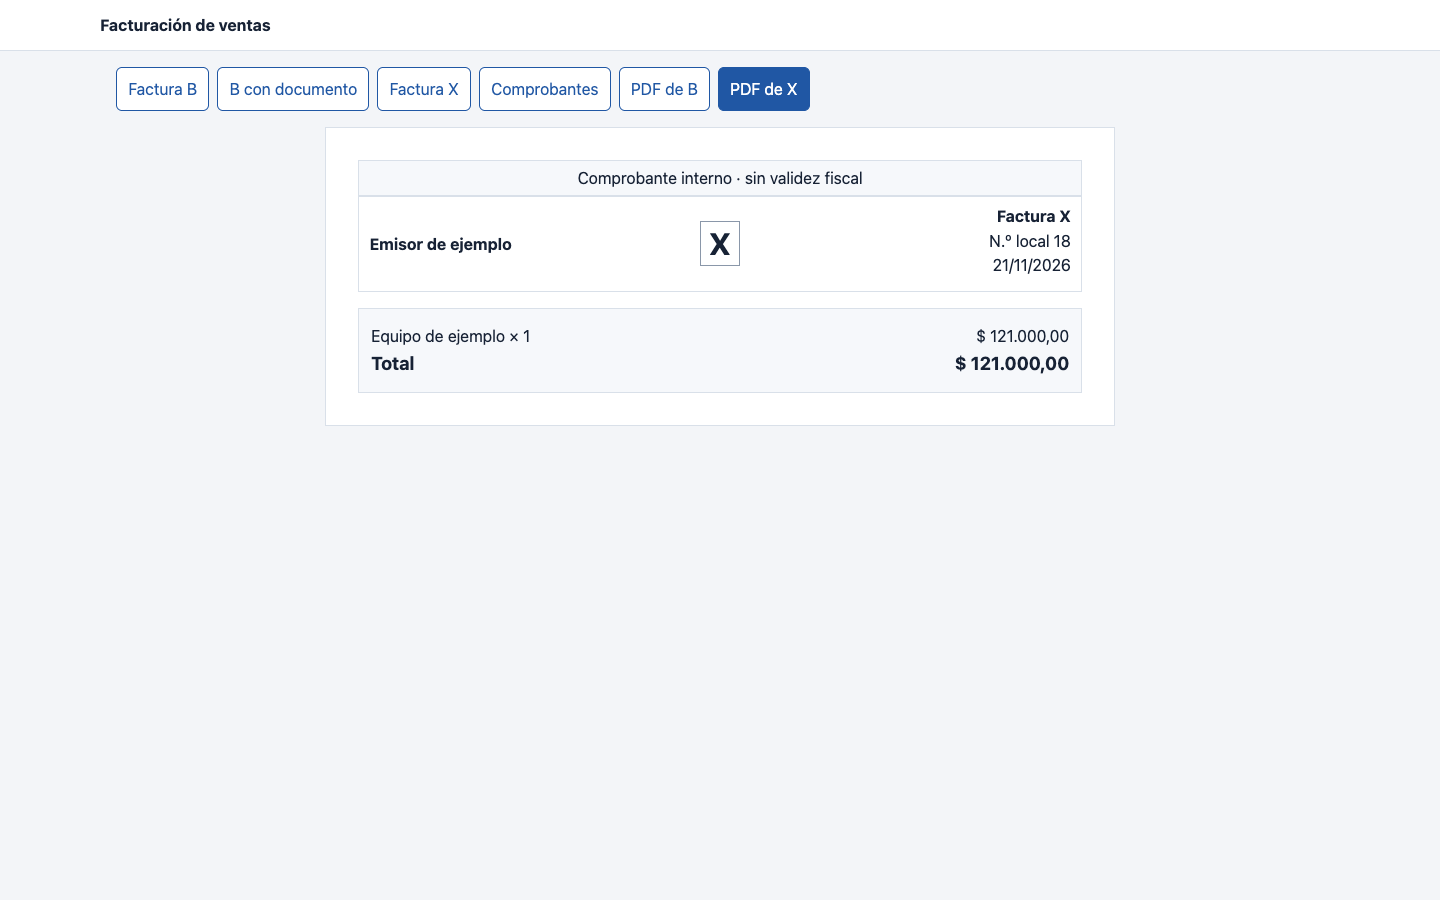 Facturación de ventas
Factura B
B con documento
Factura X
Comprobantes
PDF de B
PDF de X
Comprobante interno · sin validez fiscal
Emisor de ejemplo
X
Factura X
N.º local 18
21/11/2026
Equipo de ejemplo × 1 $ 121.000,00
Total $ 121.000,00